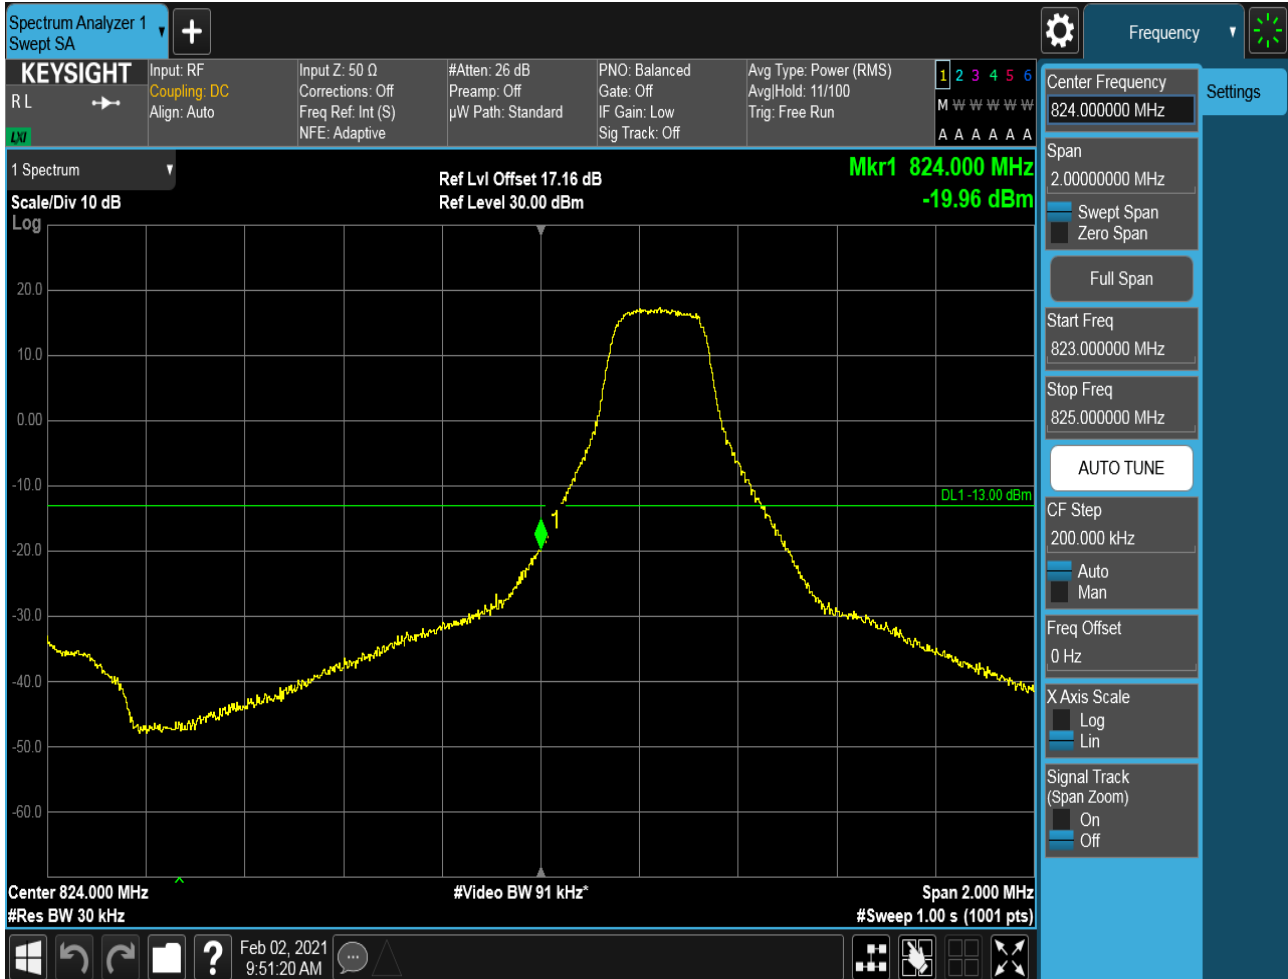 Spectrum Analyzer 1
Swept SA
+
Frequency
KEYSIGHT
R L
LXI
Input: RF
Coupling: DC
Align: Auto
Input Z: 50 Ω
Corrections: Off
Freq Ref: Int (S)
NFE: Adaptive
#Atten: 26 dB
Preamp: Off
µW Path: Standard
PNO: Balanced
Gate: Off
IF Gain: Low
Sig Track: Off
Avg Type: Power (RMS)
Avg|Hold: 11/100
Trig: Free Run
1 2 3 4 5 6
M W W W W W
A A A A A A
1 Spectrum
Scale/Div 10 dB
Log
Ref Lvl Offset 17.16 dB
Ref Level 30.00 dBm
Mkr1 824.000 MHz
-19.96 dBm
20.0
10.0
0.00
-10.0
-20.0
-30.0
-40.0
-50.0
-60.0
DL1 -13.00 dBm
1
Center 824.000 MHz
#Res BW 30 kHz
#Video BW 91 kHz*
Span 2.000 MHz
#Sweep 1.00 s (1001 pts)
Center Frequency
824.000000 MHz
Settings
Span
2.00000000 MHz
Swept Span
Zero Span
Full Span
Start Freq
823.000000 MHz
Stop Freq
825.000000 MHz
AUTO TUNE
CF Step
200.000 kHz
Auto
Man
Freq Offset
0 Hz
X Axis Scale
Log
Lin
Signal Track
(Span Zoom)
On
Off
?
Feb 02, 2021
9:51:20 AM